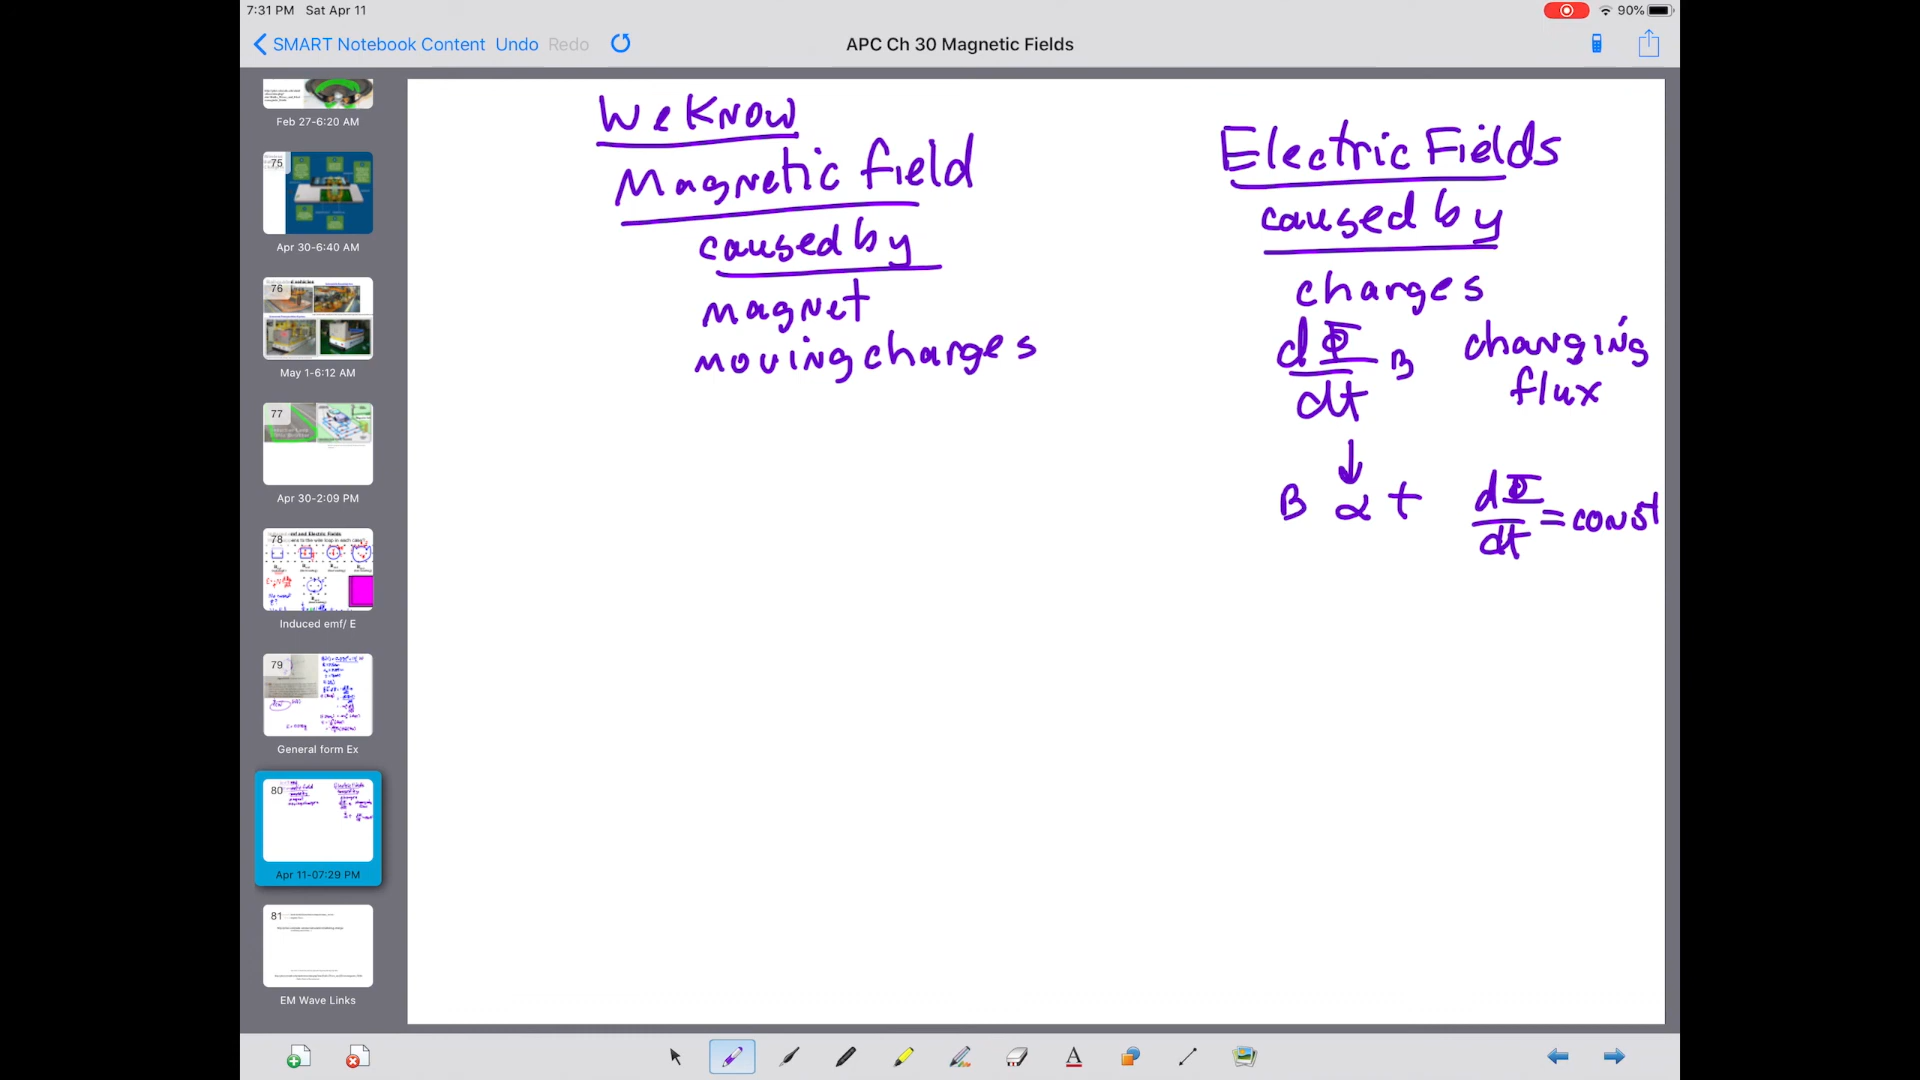 7:31 PM Sat Apr 11
90%
SMART Notebook Content Undo Redo
APC Ch 30 Magnetic Fields
Feb 27-6:20 AM
75
Apr 30-6:40 AM
76
May 1-6:12 AM
77
Apr 30-2:09 PM
78
Induced emf/ E
79
General form Ex
80
Apr 11-07:29 PM
81
EM Wave Links
We Know
Magnetic field
caused by
magnet
moving charges
Electric Fields
caused by
charges
dΦ B changing
dt flux
↓
B α t dΦ = const
dt
A